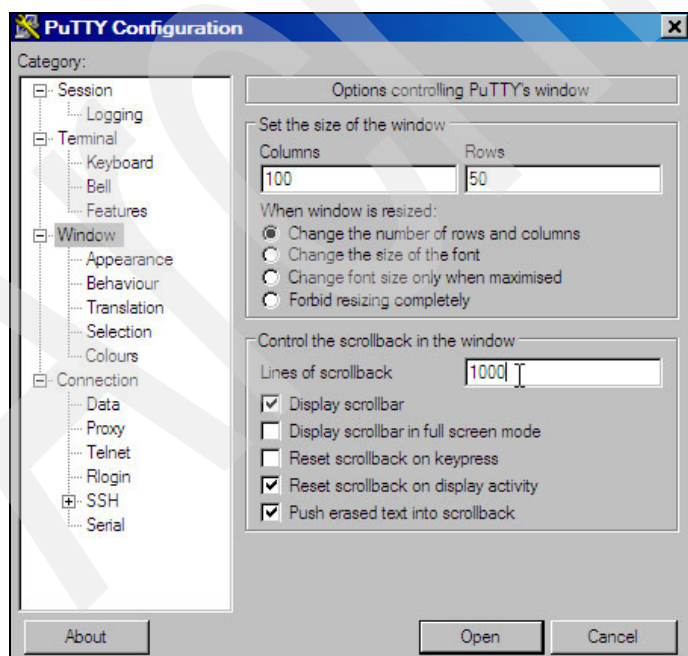 PuTTY Configuration
Category:
Session
Logging
Terminal
Keyboard
Bell
Features
Window
Appearance
Behaviour
Translation
Selection
Colours
Connection
Data
Proxy
Telnet
Rlogin
SSH
Serial
Options controlling PuTTY's window
Set the size of the window
Columns Rows
100 50
When window is resized:
Change the number of rows and columns
Change the size of the font
Change font size only when maximised
Forbid resizing completely
Control the scrollback in the window
Lines of scrollback 1000
Display scrollbar
Display scrollbar in full screen mode
Reset scrollback on keypress
Reset scrollback on display activity
Push erased text into scrollback
About Open Cancel